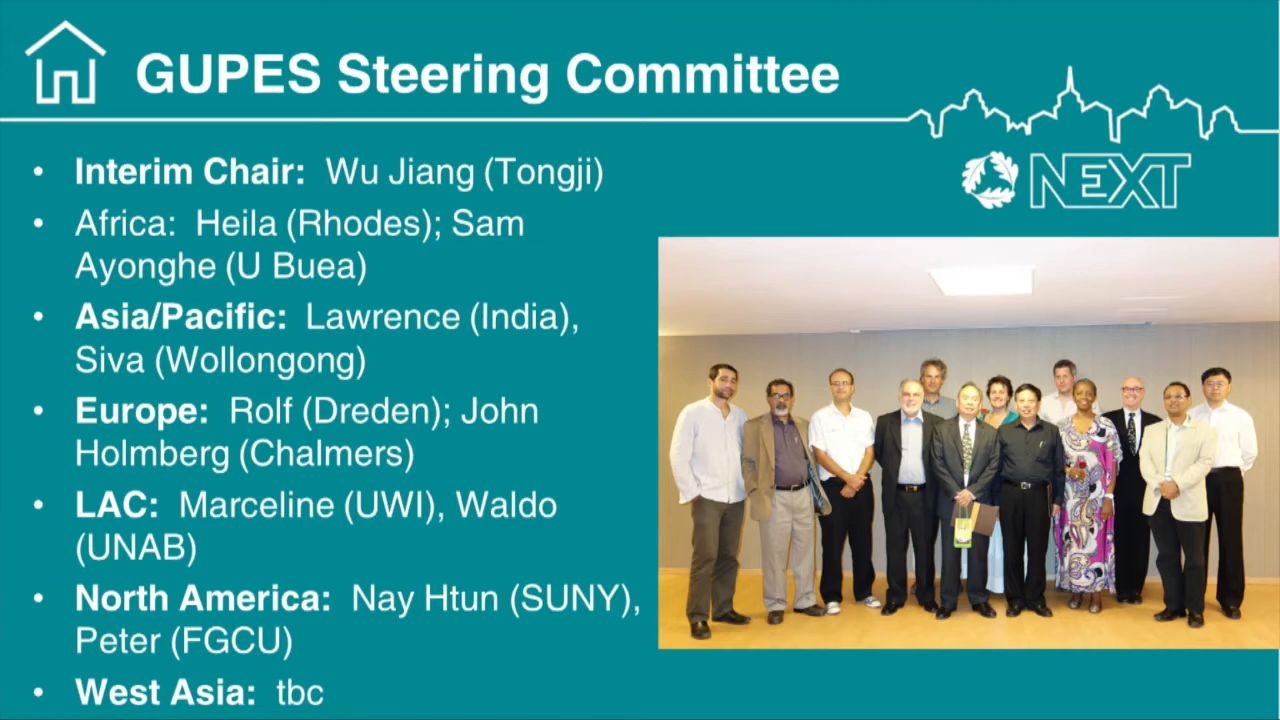 GUPES Steering Committee
NEXT
• Interim Chair: Wu Jiang (Tongji)
• Africa: Heila (Rhodes); Sam
Ayonghe (U Buea)
• Asia/Pacific: Lawrence (India),
Siva (Wollongong)
• Europe: Rolf (Dreden); John
Holmberg (Chalmers)
• LAC: Marceline (UWI), Waldo
(UNAB)
• North America: Nay Htun (SUNY),
Peter (FGCU)
• West Asia: tbc